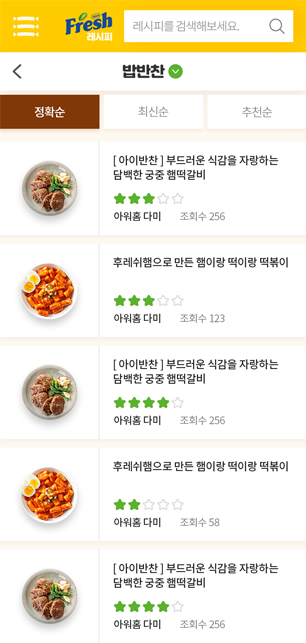 Fresh
레시피
레시피를 검색해보세요.
밥반찬
정확순
최신순
추천순
[ 아이반찬 ] 부드러운 식감을 자랑하는
담백한 궁중 햄떡갈비
아워홈 다미 조회수 256
후레쉬햄으로 만든 햄이랑 떡이랑 떡볶이
아워홈 다미 조회수 123
[ 아이반찬 ] 부드러운 식감을 자랑하는
담백한 궁중 햄떡갈비
아워홈 다미 조회수 256
후레쉬햄으로 만든 햄이랑 떡이랑 떡볶이
아워홈 다미 조회수 58
[ 아이반찬 ] 부드러운 식감을 자랑하는
담백한 궁중 햄떡갈비
아워홈 다미 조회수 256